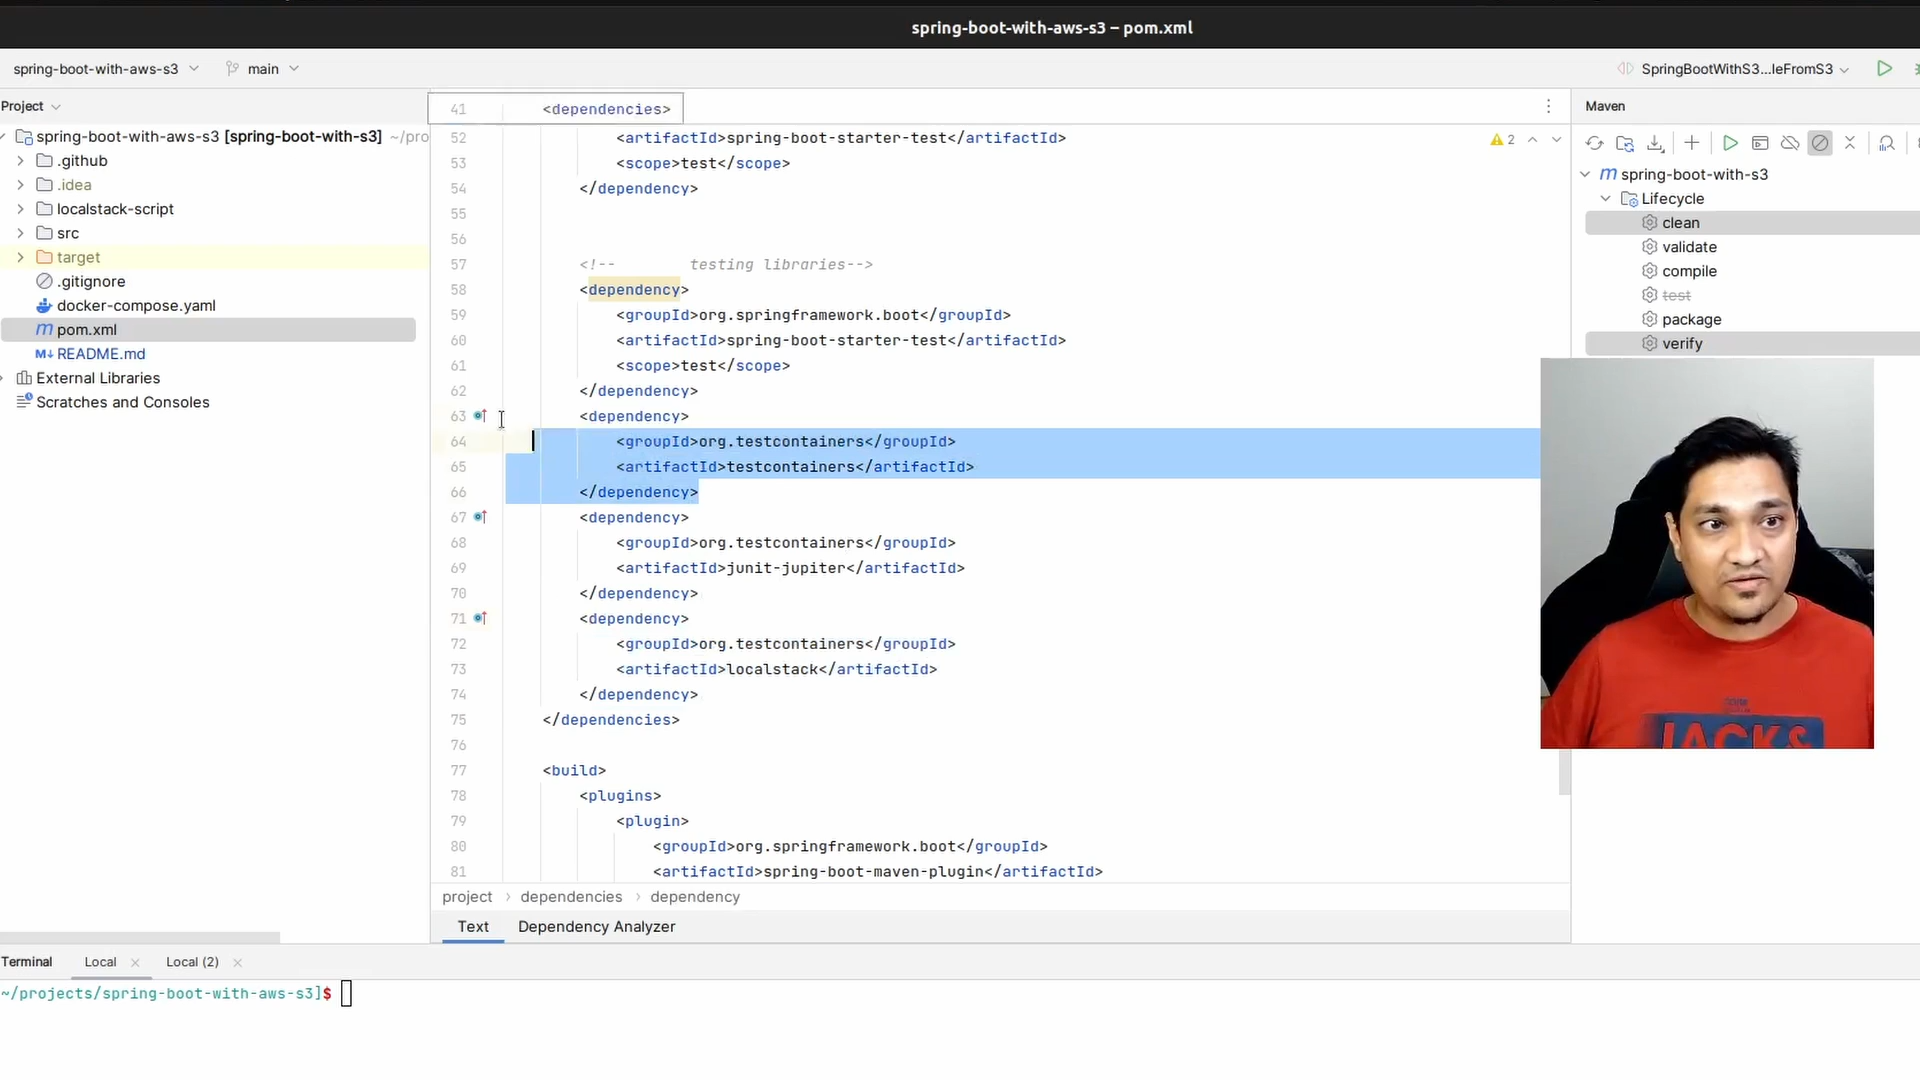 spring-boot-with-aws-s3 – pom.xml
spring-boot-with-aws-s3
main
SpringBootWithS3...leFromS3
Project
spring-boot-with-aws-s3 [spring-boot-with-s3] ~/pro
.github
.idea
localstack-script
src
target
.gitignore
docker-compose.yaml
pom.xml
README.md
External Libraries
Scratches and Consoles
41 <dependencies>
52 <artifactId>spring-boot-starter-test</artifactId>
53 <scope>test</scope>
54 </dependency>
55
56
57 <!-- testing libraries-->
58 <dependency>
59 <groupId>org.springframework.boot</groupId>
60 <artifactId>spring-boot-starter-test</artifactId>
61 <scope>test</scope>
62 </dependency>
63 <dependency>
64 <groupId>org.testcontainers</groupId>
65 <artifactId>testcontainers</artifactId>
66 </dependency>
67 <dependency>
68 <groupId>org.testcontainers</groupId>
69 <artifactId>junit-jupiter</artifactId>
70 </dependency>
71 <dependency>
72 <groupId>org.testcontainers</groupId>
73 <artifactId>localstack</artifactId>
74 </dependency>
75 </dependencies>
76
77 <build>
78 <plugins>
79 <plugin>
80 <groupId>org.springframework.boot</groupId>
81 <artifactId>spring-boot-maven-plugin</artifactId>
2
project > dependencies > dependency
Text Dependency Analyzer
Maven
spring-boot-with-s3
Lifecycle
clean
validate
compile
test
package
verify
JACKS
Terminal Local Local (2)
~/projects/spring-boot-with-aws-s3]$